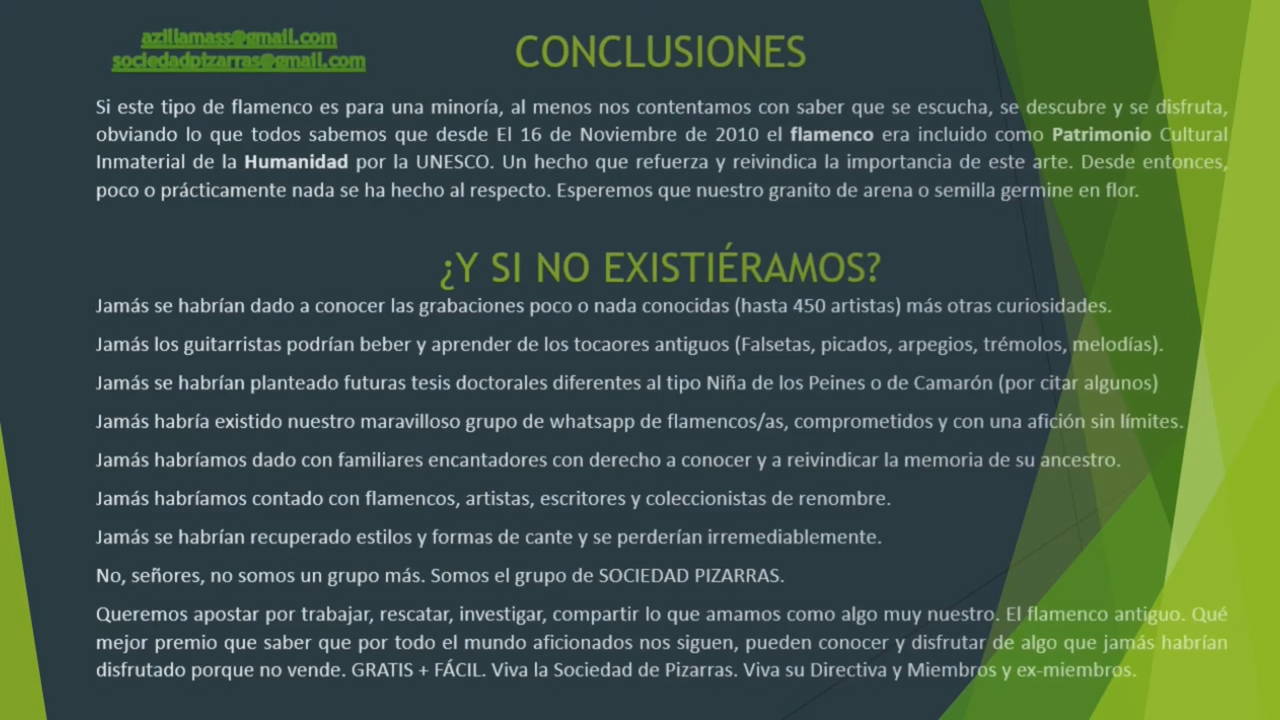 azillamass@gmail.com
sociedadpizarras@gmail.com
CONCLUSIONES
Si este tipo de flamenco es para una minoría, al menos nos contentamos con saber que se escucha, se descubre y se disfruta,
obviando lo que todos sabemos que desde El 16 de Noviembre de 2010 el flamenco era incluido como Patrimonio Cultural
Inmaterial de la Humanidad por la UNESCO. Un hecho que refuerza y reivindica la importancia de este arte. Desde entonces,
poco o prácticamente nada se ha hecho al respecto. Esperemos que nuestro granito de arena o semilla germine en flor.
¿Y SI NO EXISTIÉRAMOS?
Jamás se habrían dado a conocer las grabaciones poco o nada conocidas (hasta 450 artistas) más otras curiosidades.
Jamás los guitarristas podrían beber y aprender de los tocaores antiguos (Falsetas, picados, arpegios, trémolos, melodías).
Jamás se habrían planteado futuras tesis doctorales diferentes al tipo Niña de los Peines o de Camarón (por citar algunos)
Jamás habría existido nuestro maravilloso grupo de whatsapp de flamencos/as, comprometidos y con una afición sin límites.
Jamás habríamos dado con familiares encantadores con derecho a conocer y a reivindicar la memoria de su ancestro.
Jamás habríamos contado con flamencos, artistas, escritores y coleccionistas de renombre.
Jamás se habrían recuperado estilos y formas de cante y se perderían irremediablemente.
No, señores, no somos un grupo más. Somos el grupo de SOCIEDAD PIZARRAS.
Queremos apostar por trabajar, rescatar, investigar, compartir lo que amamos como algo muy nuestro. El flamenco antiguo. Qué
mejor premio que saber que por todo el mundo aficionados nos siguen, pueden conocer y disfrutar de algo que jamás habrían
disfrutado porque no vende. GRATIS + FÁCIL. Viva la Sociedad de Pizarras. Viva su Directiva y Miembros y ex-miembros.